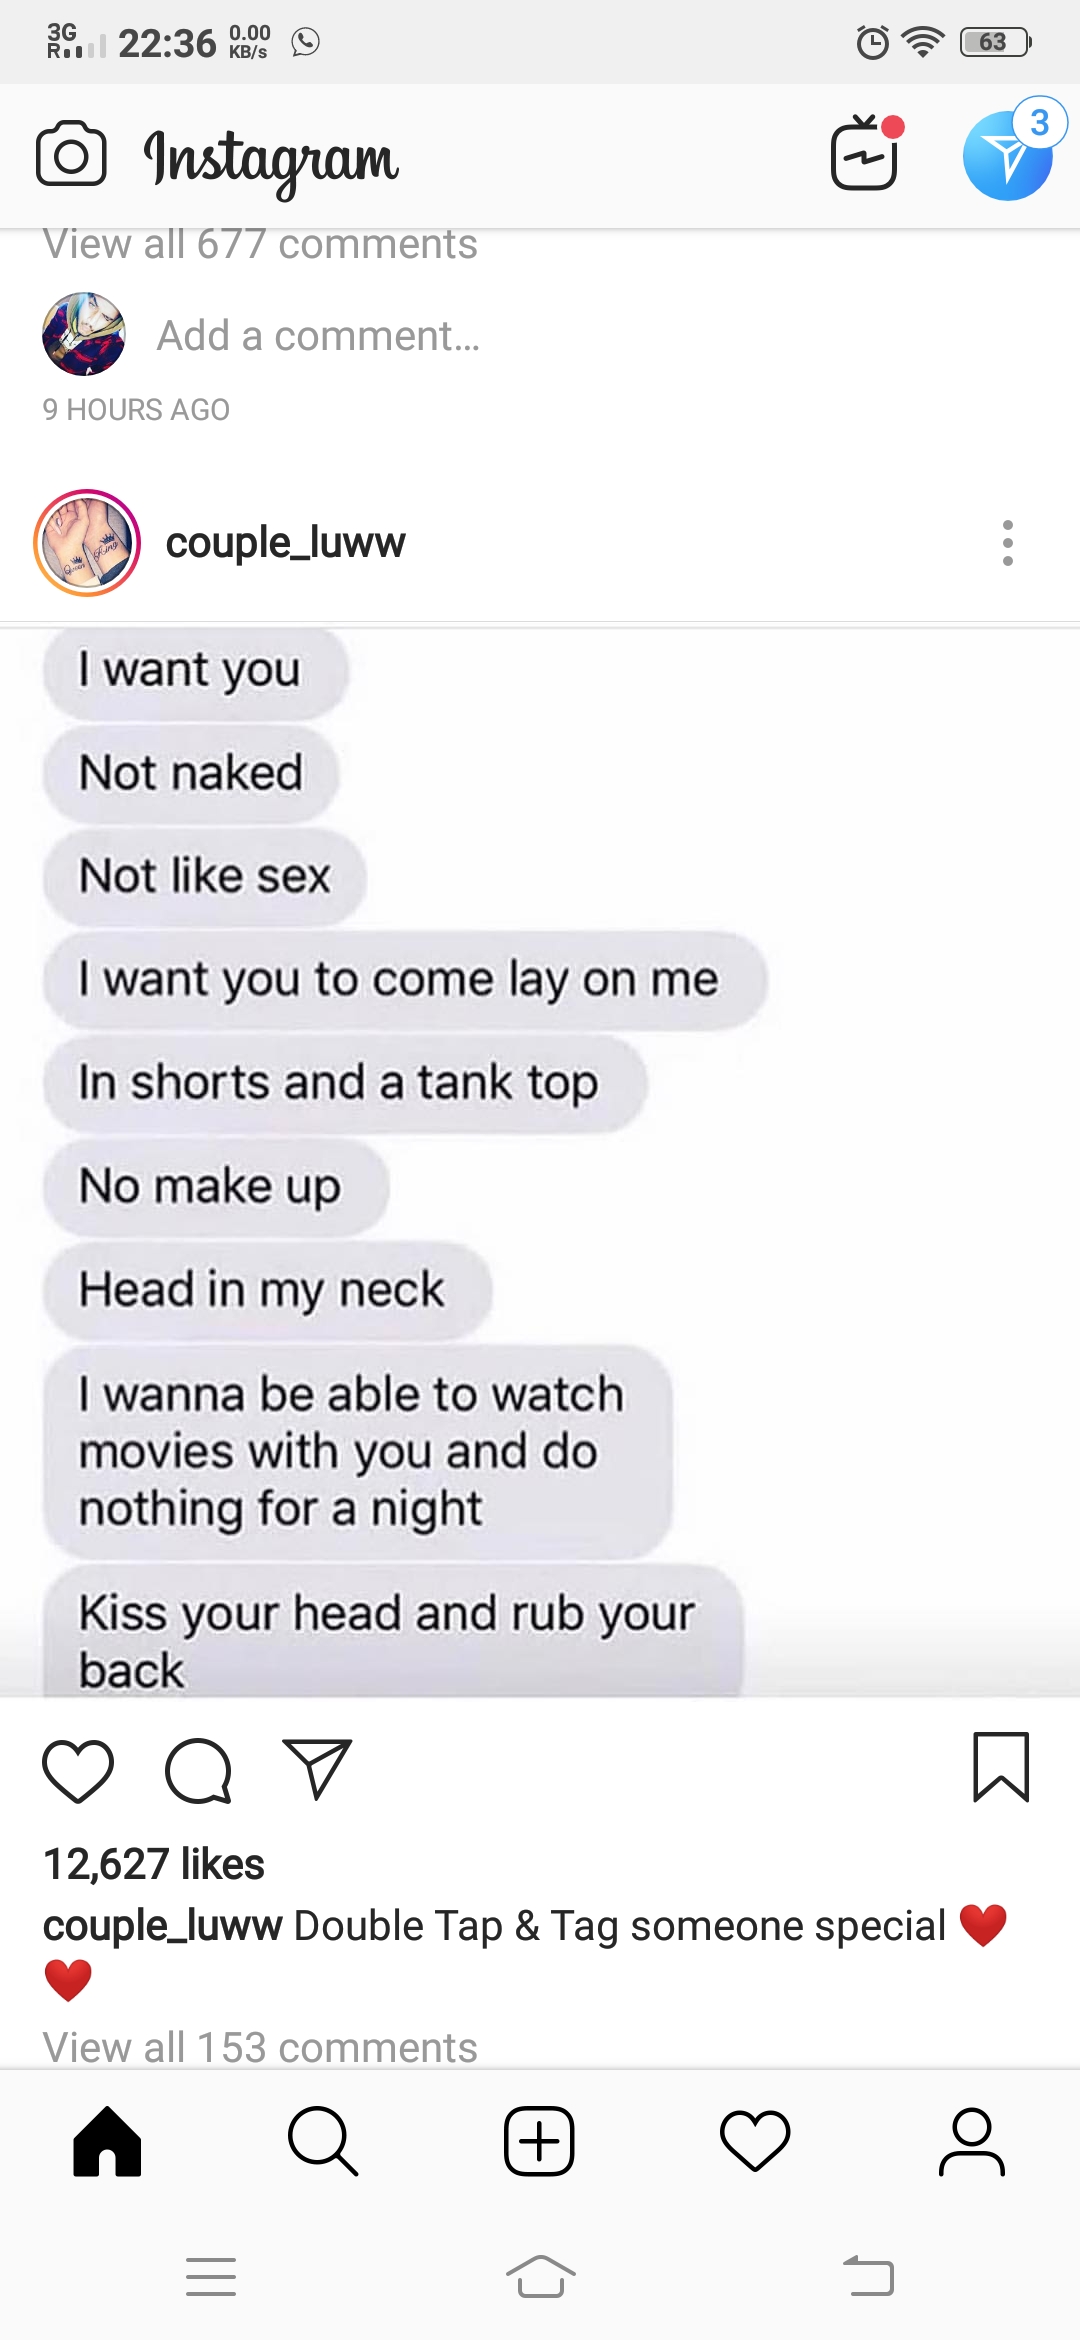 3G
R
22:36
0.00
KB/s
63
Instagram
3
View all 677 comments
Add a comment...
9 HOURS AGO
couple_luww
I want you
Not naked
Not like sex
I want you to come lay on me
In shorts and a tank top
No make up
Head in my neck
I wanna be able to watch
movies with you and do
nothing for a night
Kiss your head and rub your
back
12,627 likes
couple_luww Double Tap & Tag someone special ❤️
❤️
View all 153 comments